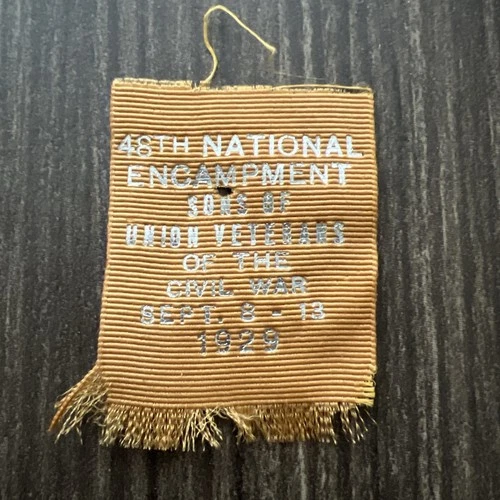 48TH NATIONAL
ENCAMPMENT
SONS OF
UNION VETERANS
OF THE
CIVIL WAR
SEPT. 8 - 13
1929